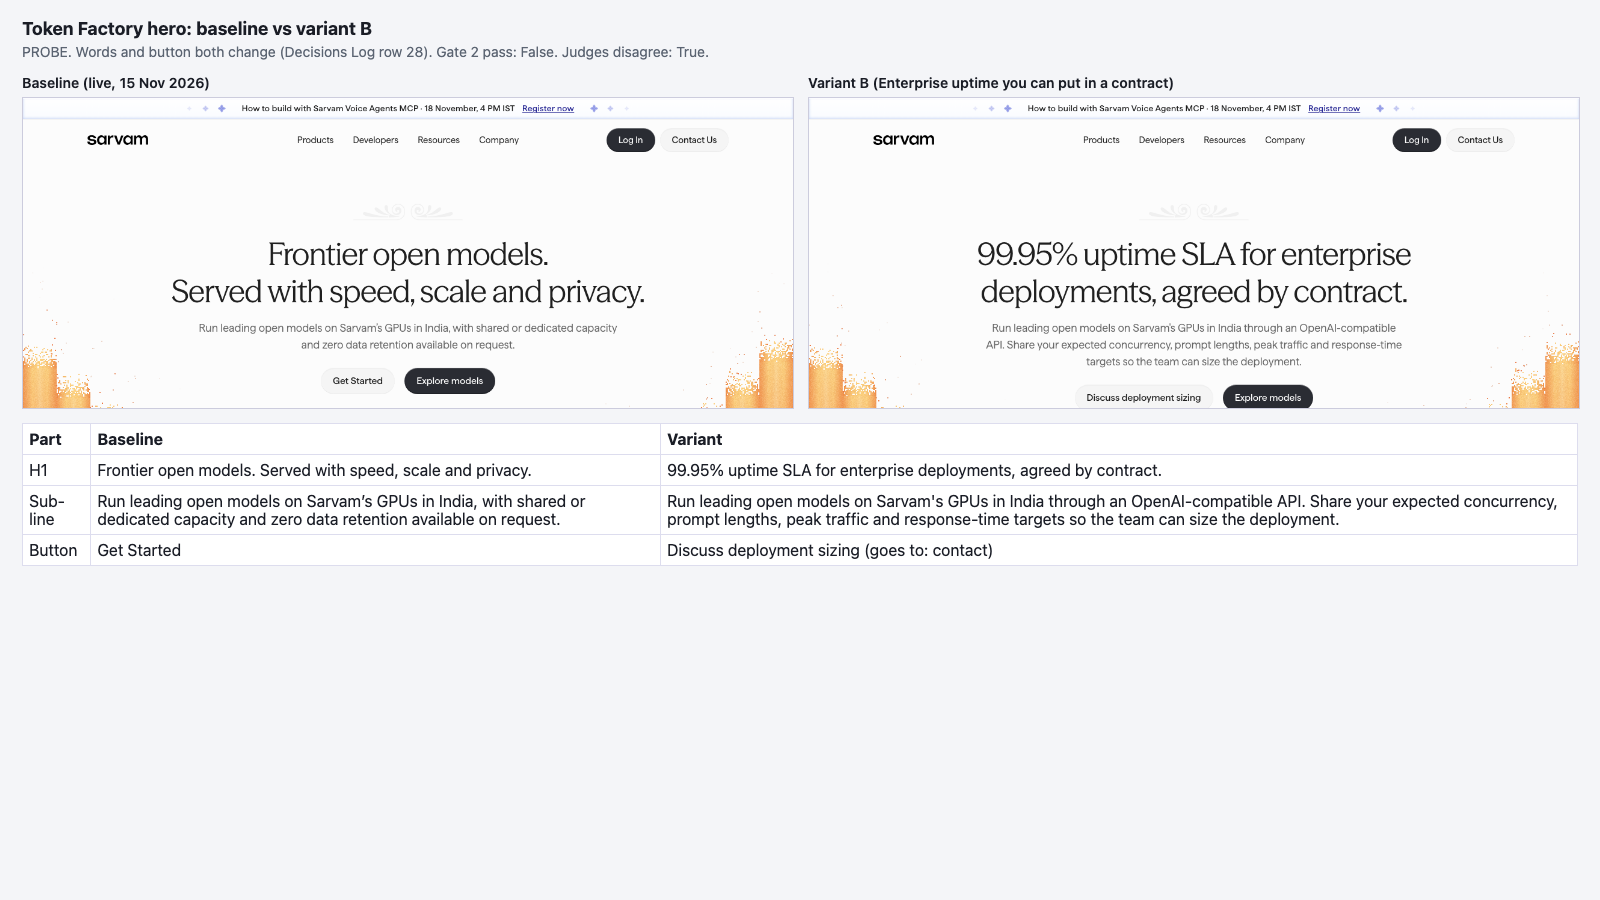 Token Factory hero: baseline vs variant B
PROBE. Words and button both change (Decisions Log row 28). Gate 2 pass: False. Judges disagree: True.
Baseline (live, 15 Nov 2026)
How to build with Sarvam Voice Agents MCP · 18 November, 4 PM IST Register now
sarvam Products Developers Resources Company Log In Contact Us
Frontier open models.
Served with speed, scale and privacy.
Run leading open models on Sarvam's GPUs in India, with shared or dedicated capacity
and zero data retention available on request.
Get Started Explore models
Variant B (Enterprise uptime you can put in a contract)
How to build with Sarvam Voice Agents MCP · 18 November, 4 PM IST Register now
sarvam Products Developers Resources Company Log In Contact Us
99.95% uptime SLA for enterprise
deployments, agreed by contract.
Run leading open models on Sarvam's GPUs in India through an OpenAI-compatible
API. Share your expected concurrency, prompt lengths, peak traffic and response-time
targets so the team can size the deployment.
Discuss deployment sizing Explore models
Part Baseline Variant
H1 Frontier open models. Served with speed, scale and privacy. 99.95% uptime SLA for enterprise deployments, agreed by contract.
Sub-
line
Run leading open models on Sarvam’s GPUs in India, with shared or
dedicated capacity and zero data retention available on request.
Run leading open models on Sarvam's GPUs in India through an OpenAI-compatible API. Share your expected concurrency,
prompt lengths, peak traffic and response-time targets so the team can size the deployment.
Button Get Started Discuss deployment sizing (goes to: contact)